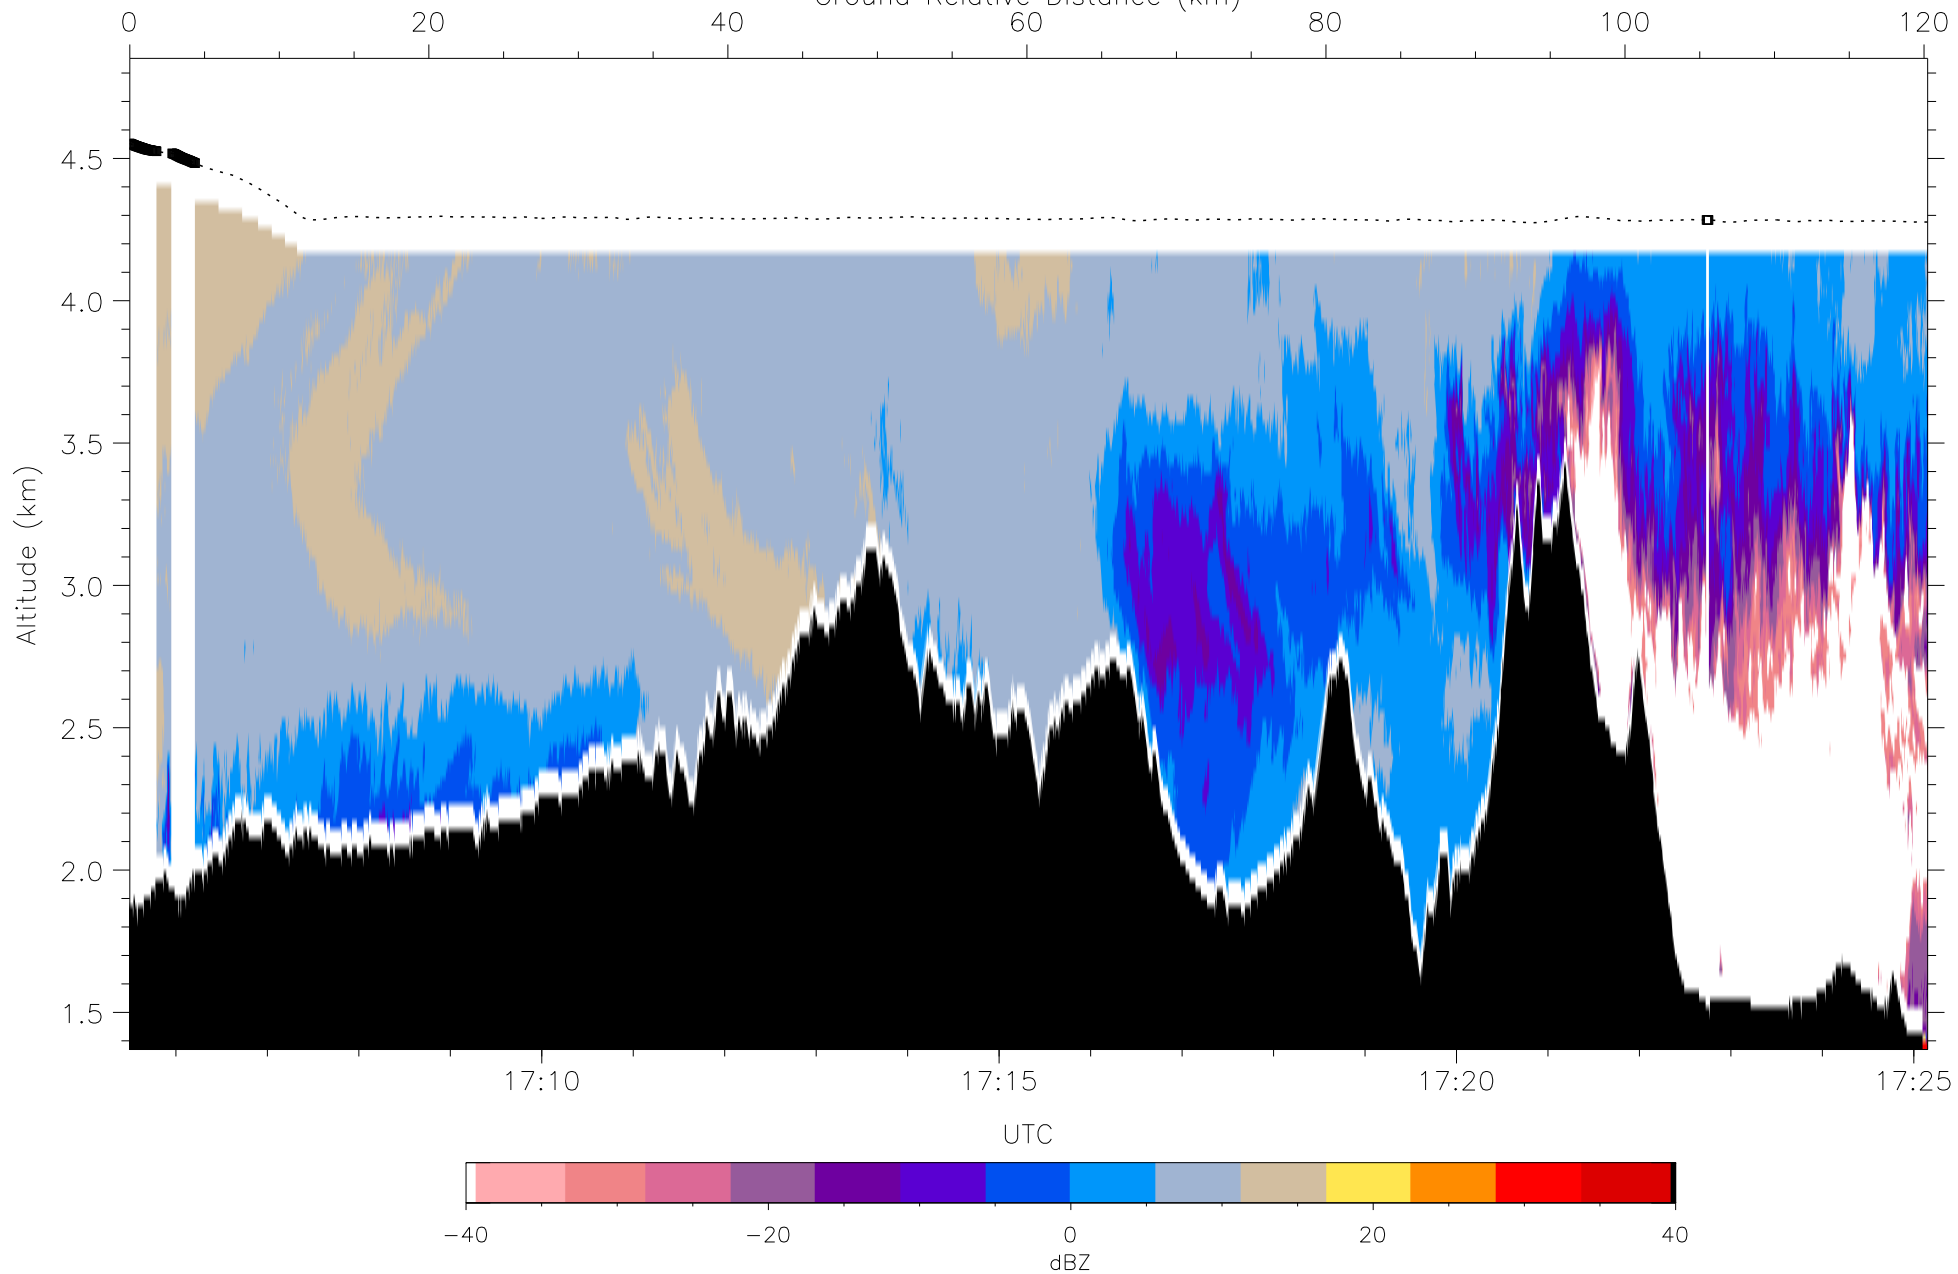 Ground Relative Distance (km)
0 20 40 60 80 100 120
4.5
4.0
3.5
3.0
2.5
2.0
1.5
Altitude (km)
17:10 17:15 17:20 17:25
UTC
−40 −20 0 20 40
dBZ